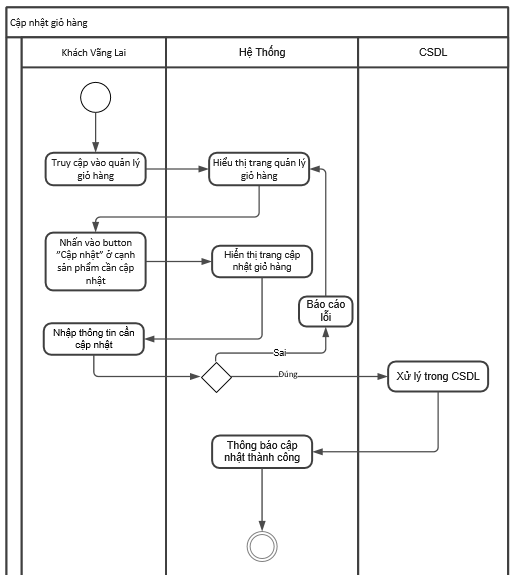 Cập nhật giỏ hàng
Khách Vãng Lai
Hệ Thống
CSDL
Truy cập vào quản lý
giỏ hàng
Hiểu thị trang quản lý
giỏ hàng
Nhấn vào button
"Cập nhật" ở cạnh
sản phẩm cần cập
nhật
Hiển thị trang cập
nhật giỏ hàng
Báo cáo
lỗi
Nhập thông tin cần
cập nhật
Sai
Đúng
Xử lý trong CSDL
Thông báo cập
nhật thành công